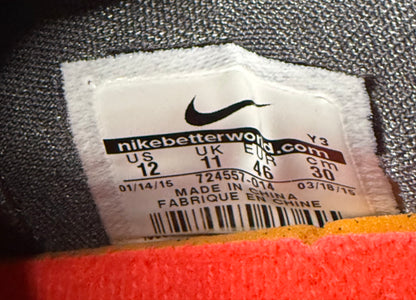 nikebetterworld.com
Y3
US UK EUR cm
12 11 46 30
01/14/15 724557-014 03/18/15
MADE IN CHINA
FABRIQUE EN CHINE